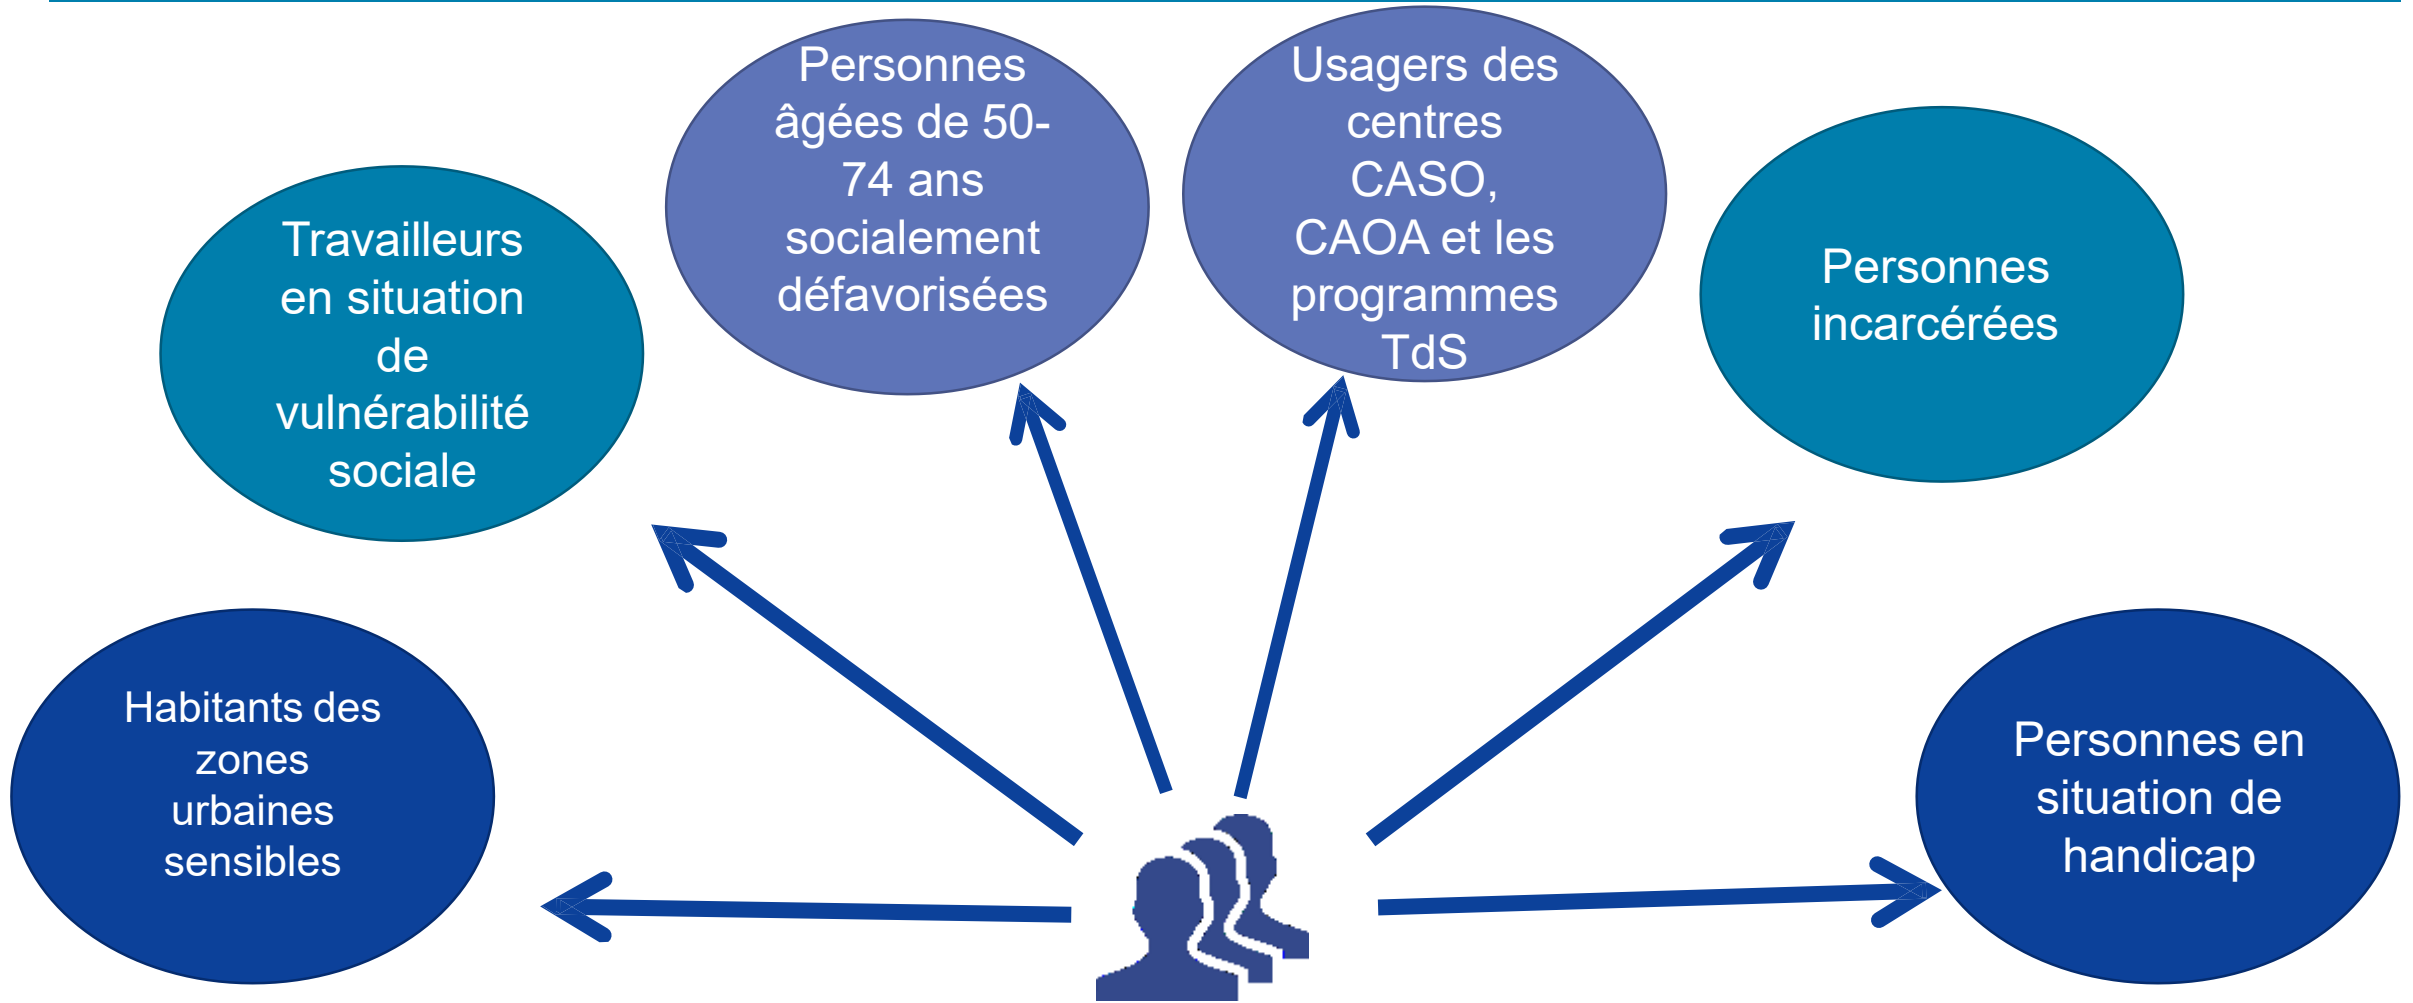 Personnes
âgées de 50-
74 ans
socialement
défavorisées
Usagers des
centres
CASO,
CAOA et les
programmes
TdS
Travailleurs
en situation
de
vulnérabilité
sociale
Personnes
incarcérées
Habitants des
zones
urbaines
sensibles
Personnes en
situation de
handicap